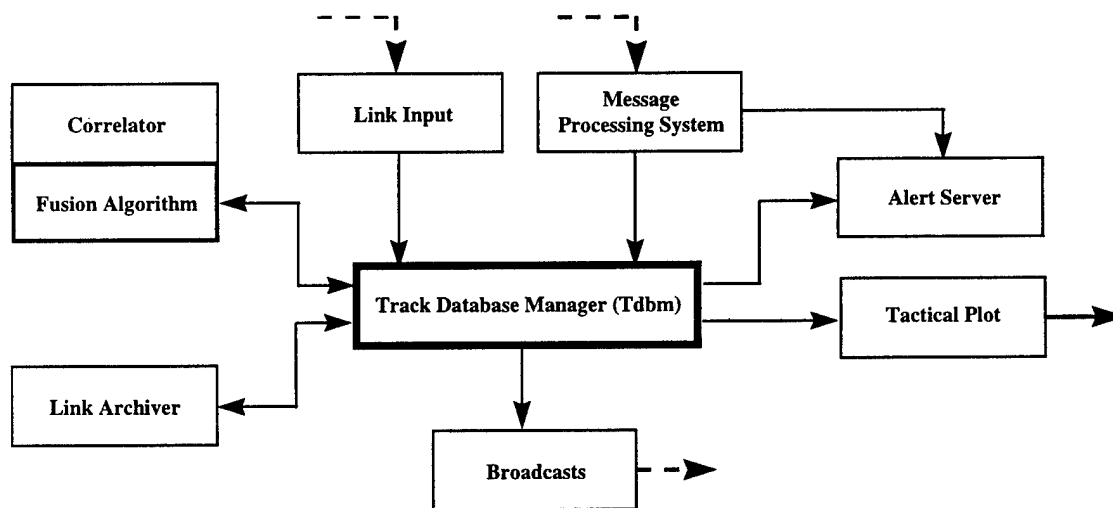 Link Input
Message
Processing System
Correlator
Fusion Algorithm
Alert Server
Track Database Manager (Tdbm)
Tactical Plot
Link Archiver
Broadcasts